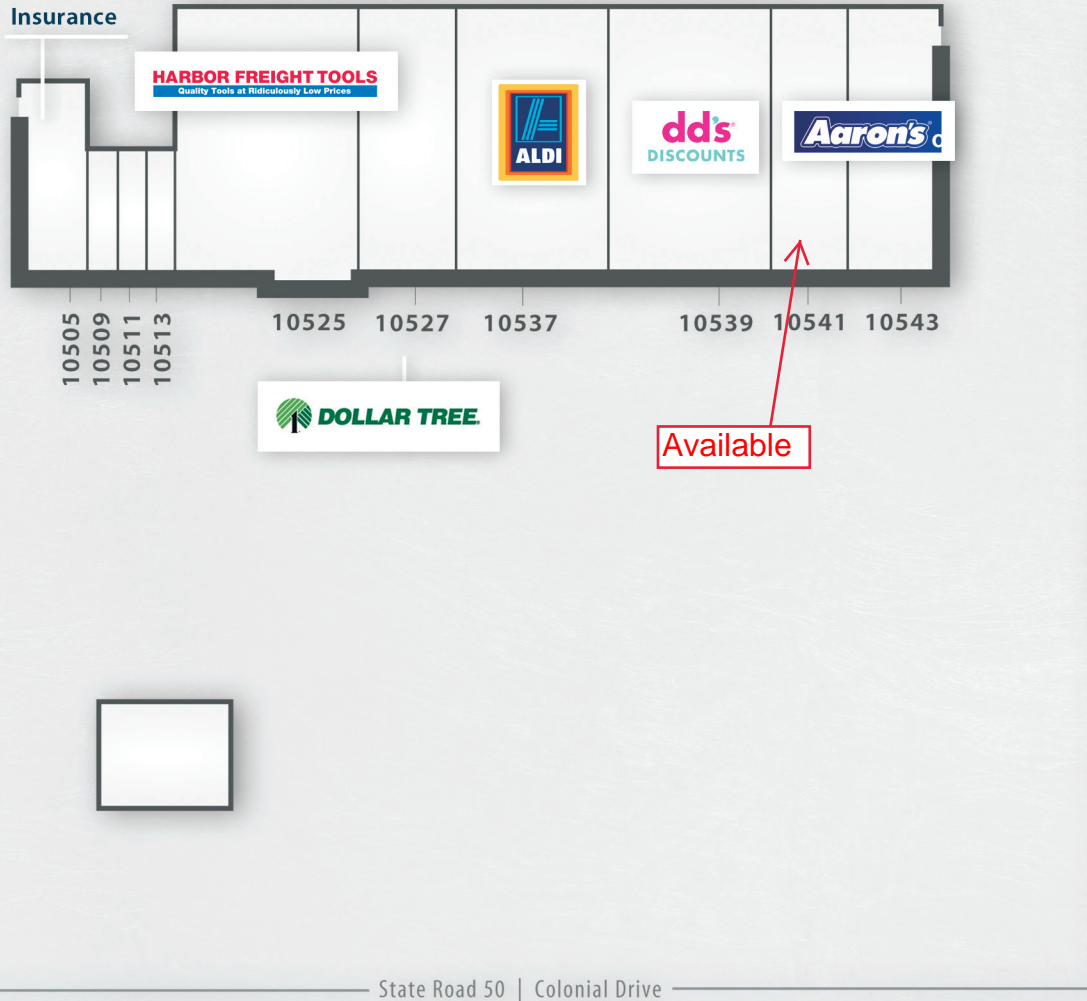 Insurance
HARBOR FREIGHT TOOLS
Quality Tools at Ridiculously Low Prices
ALDI
dd's
DISCOUNTS
Aaron's
10505
10509
10511
10513
10525
10527
10537
10539
10541
10543
DOLLAR TREE
Available
State Road 50 | Colonial Drive